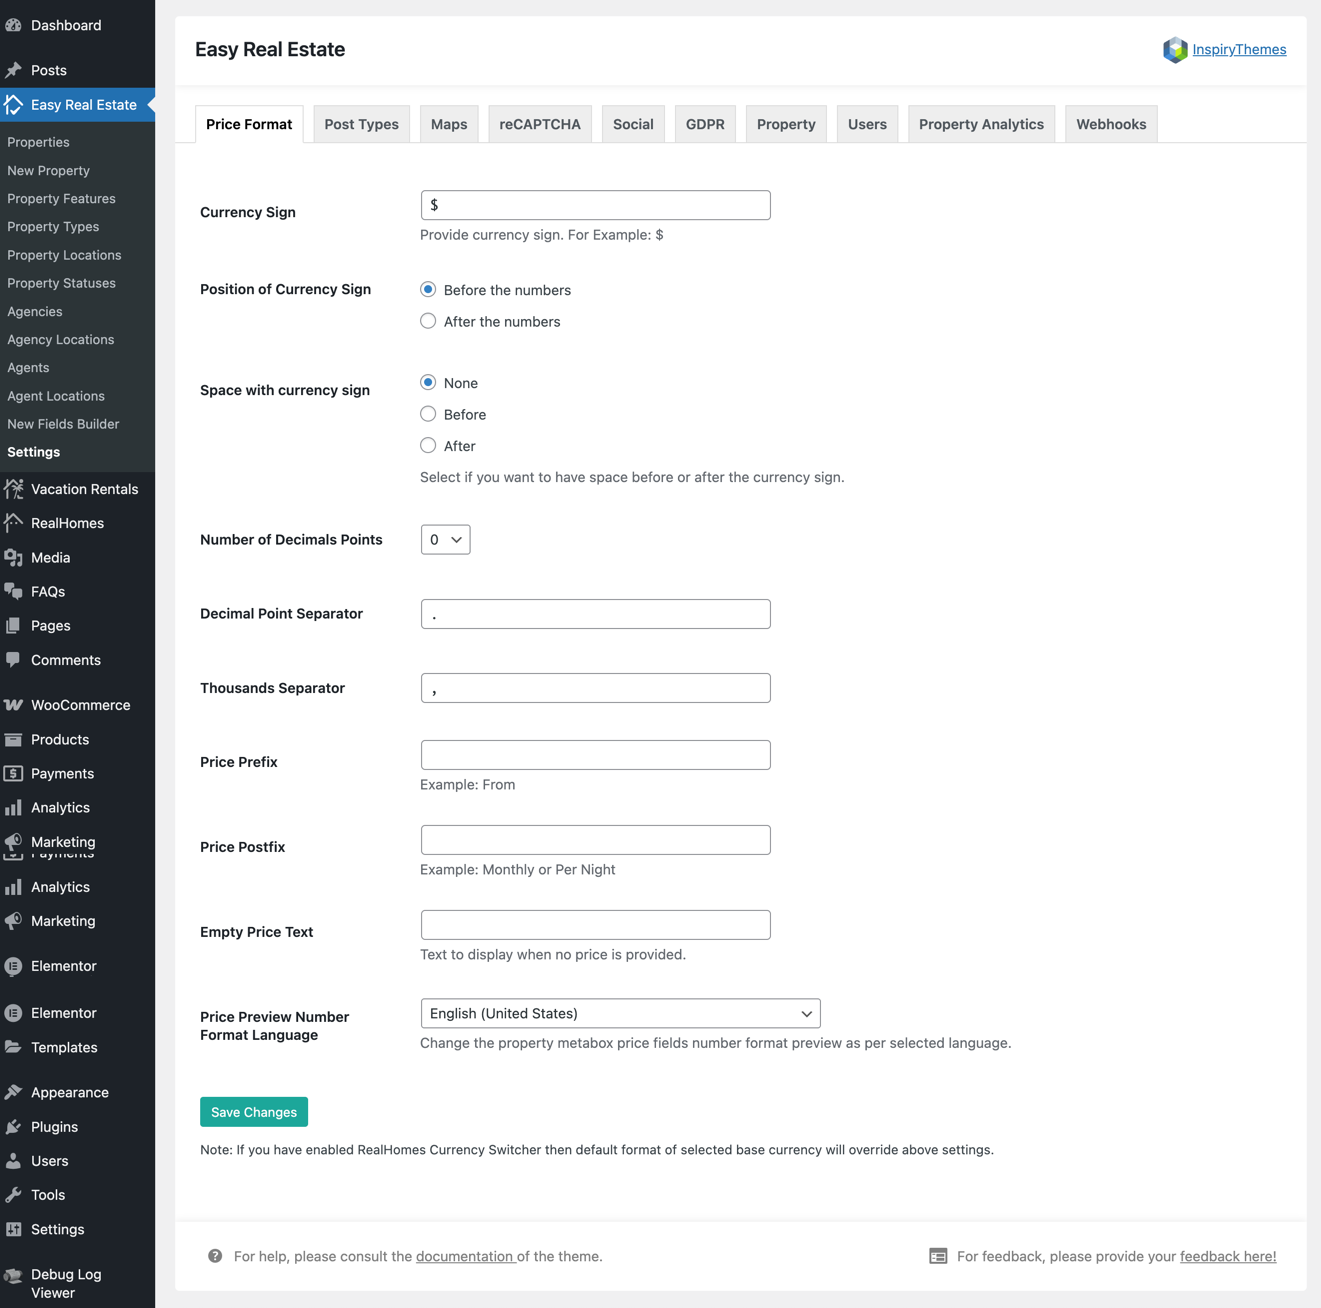 Dashboard
Posts
Easy Real Estate
Properties
New Property
Property Features
Property Types
Property Locations
Property Statuses
Agencies
Agency Locations
Agents
Agent Locations
New Fields Builder
Settings
Vacation Rentals
RealHomes
Media
FAQs
Pages
Comments
WooCommerce
Products
Payments
Analytics
Marketing
Payments
Analytics
Marketing
Elementor
Elementor
Templates
Appearance
Plugins
Users
Tools
Settings
Debug Log
Viewer
Easy Real Estate
InspiryThemes
Price Format
Post Types
Maps
reCAPTCHA
Social
GDPR
Property
Users
Property Analytics
Webhooks
Currency Sign
$
Provide currency sign. For Example: $
Position of Currency Sign
Before the numbers
After the numbers
Space with currency sign
None
Before
After
Select if you want to have space before or after the currency sign.
Number of Decimals Points
0
Decimal Point Separator
.
Thousands Separator
,
Price Prefix
Example: From
Price Postfix
Example: Monthly or Per Night
Empty Price Text
Text to display when no price is provided.
Price Preview Number
Format Language
English (United States)
Change the property metabox price fields number format preview as per selected language.
Save Changes
Note: If you have enabled RealHomes Currency Switcher then default format of selected base currency will override above settings.
For help, please consult the documentation of the theme.
For feedback, please provide your feedback here!